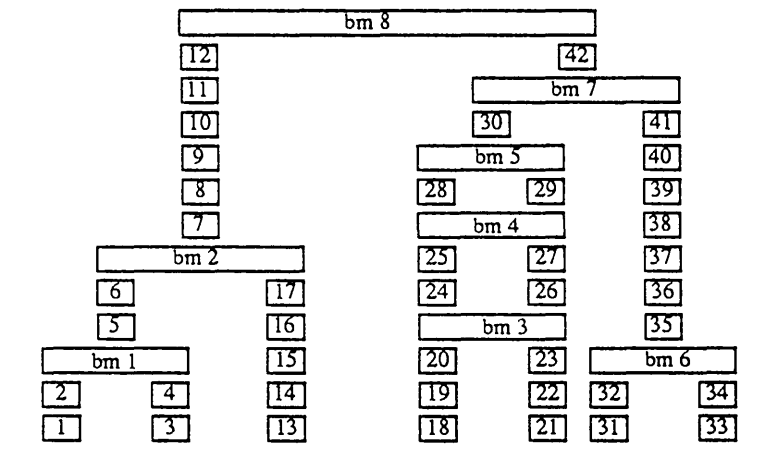 bm 8
12 42
11 bm 7
10 30 41
9 bm 5 40
8 28 29 39
7 bm 4 38
bm 2 25 27 37
6 17 24 26 36
5 16 bm 3 35
bm 1 15 20 23 bm 6
2 4 14 19 22 32 34
1 3 13 18 21 31 33